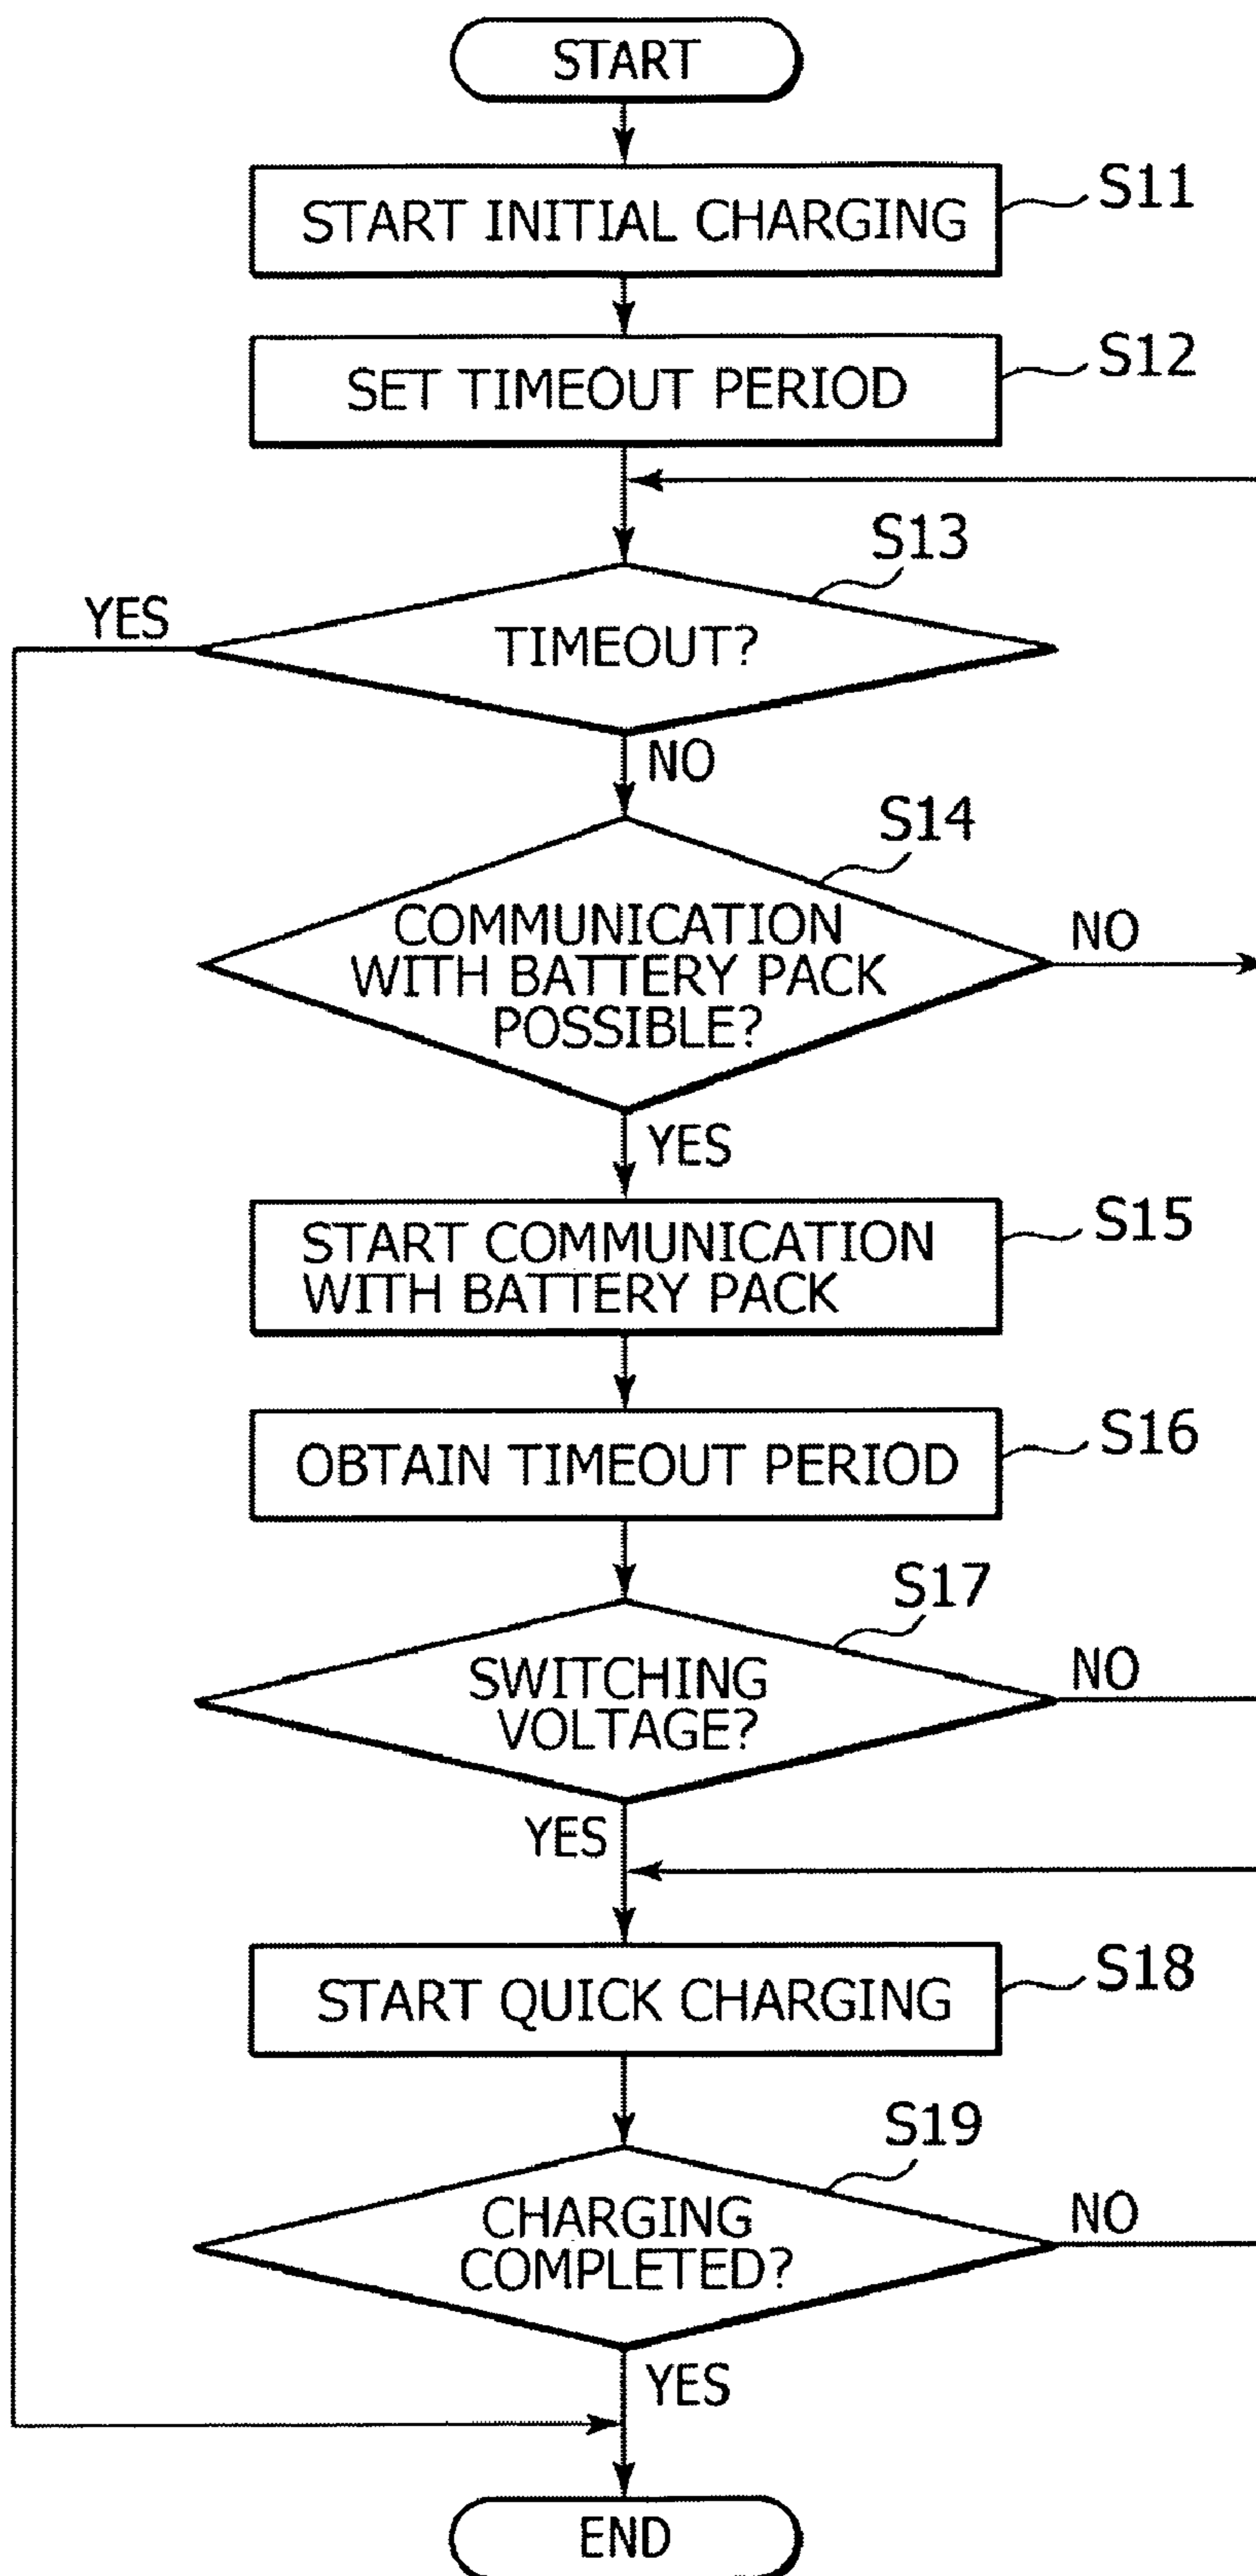 START
START INITIAL CHARGING
S11
SET TIMEOUT PERIOD
S12
S13
YES
TIMEOUT?
NO
S14
COMMUNICATION
WITH BATTERY PACK
POSSIBLE?
NO
YES
START COMMUNICATION
WITH BATTERY PACK
S15
OBTAIN TIMEOUT PERIOD
S16
S17
SWITCHING
VOLTAGE?
NO
YES
START QUICK CHARGING
S18
S19
CHARGING
COMPLETED?
NO
YES
END